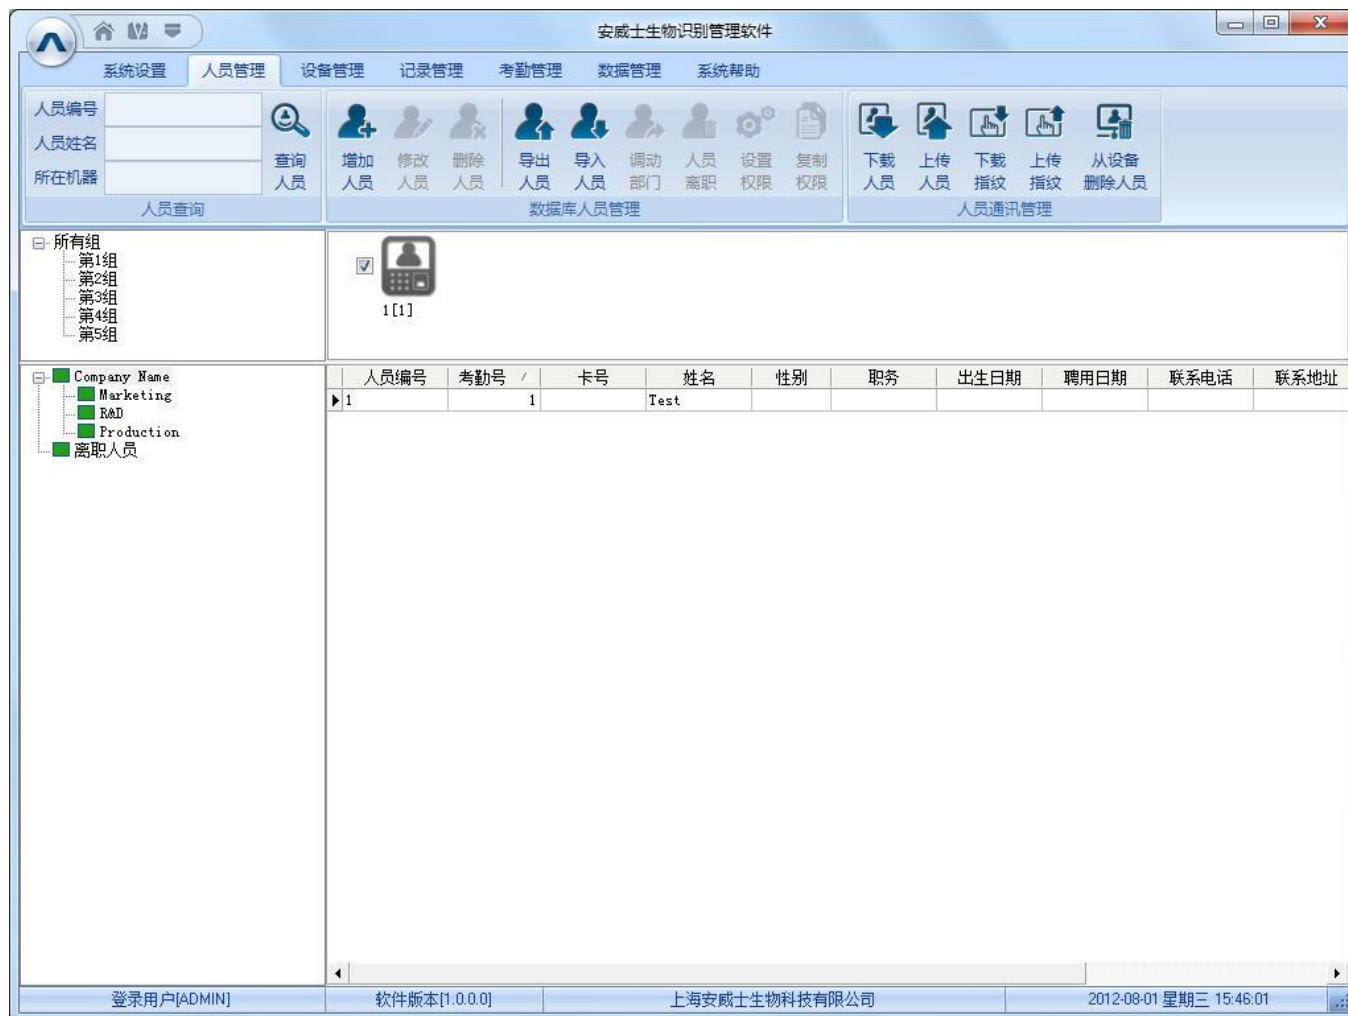 安威士生物识别管理软件
系统设置 人员管理 设备管理 记录管理 考勤管理 数据管理 系统帮助
人员编号
人员姓名
所在机器
查询
人员
人员查询
增加 修改 删除 导出 导入 调动 人员 设置 复制
人员 人员 人员 人员 人员 部门 离职 权限 权限
数据库人员管理
下载 上传 下载 上传 从设备
人员 人员 指纹 指纹 删除人员
人员通讯管理
所有组
第1组
第2组
第3组
第4组
第5组
1[1]
Company Name
Marketing
R&D
Production
离职人员
人员编号 考勤号 卡号 姓名 性别 职务 出生日期 聘用日期 联系电话 联系地址
1 1 Test
登录用户[ADMIN] 软件版本[1.0.0.0] 上海安威士生物科技有限公司 2012-08-01 星期三 15:46:01